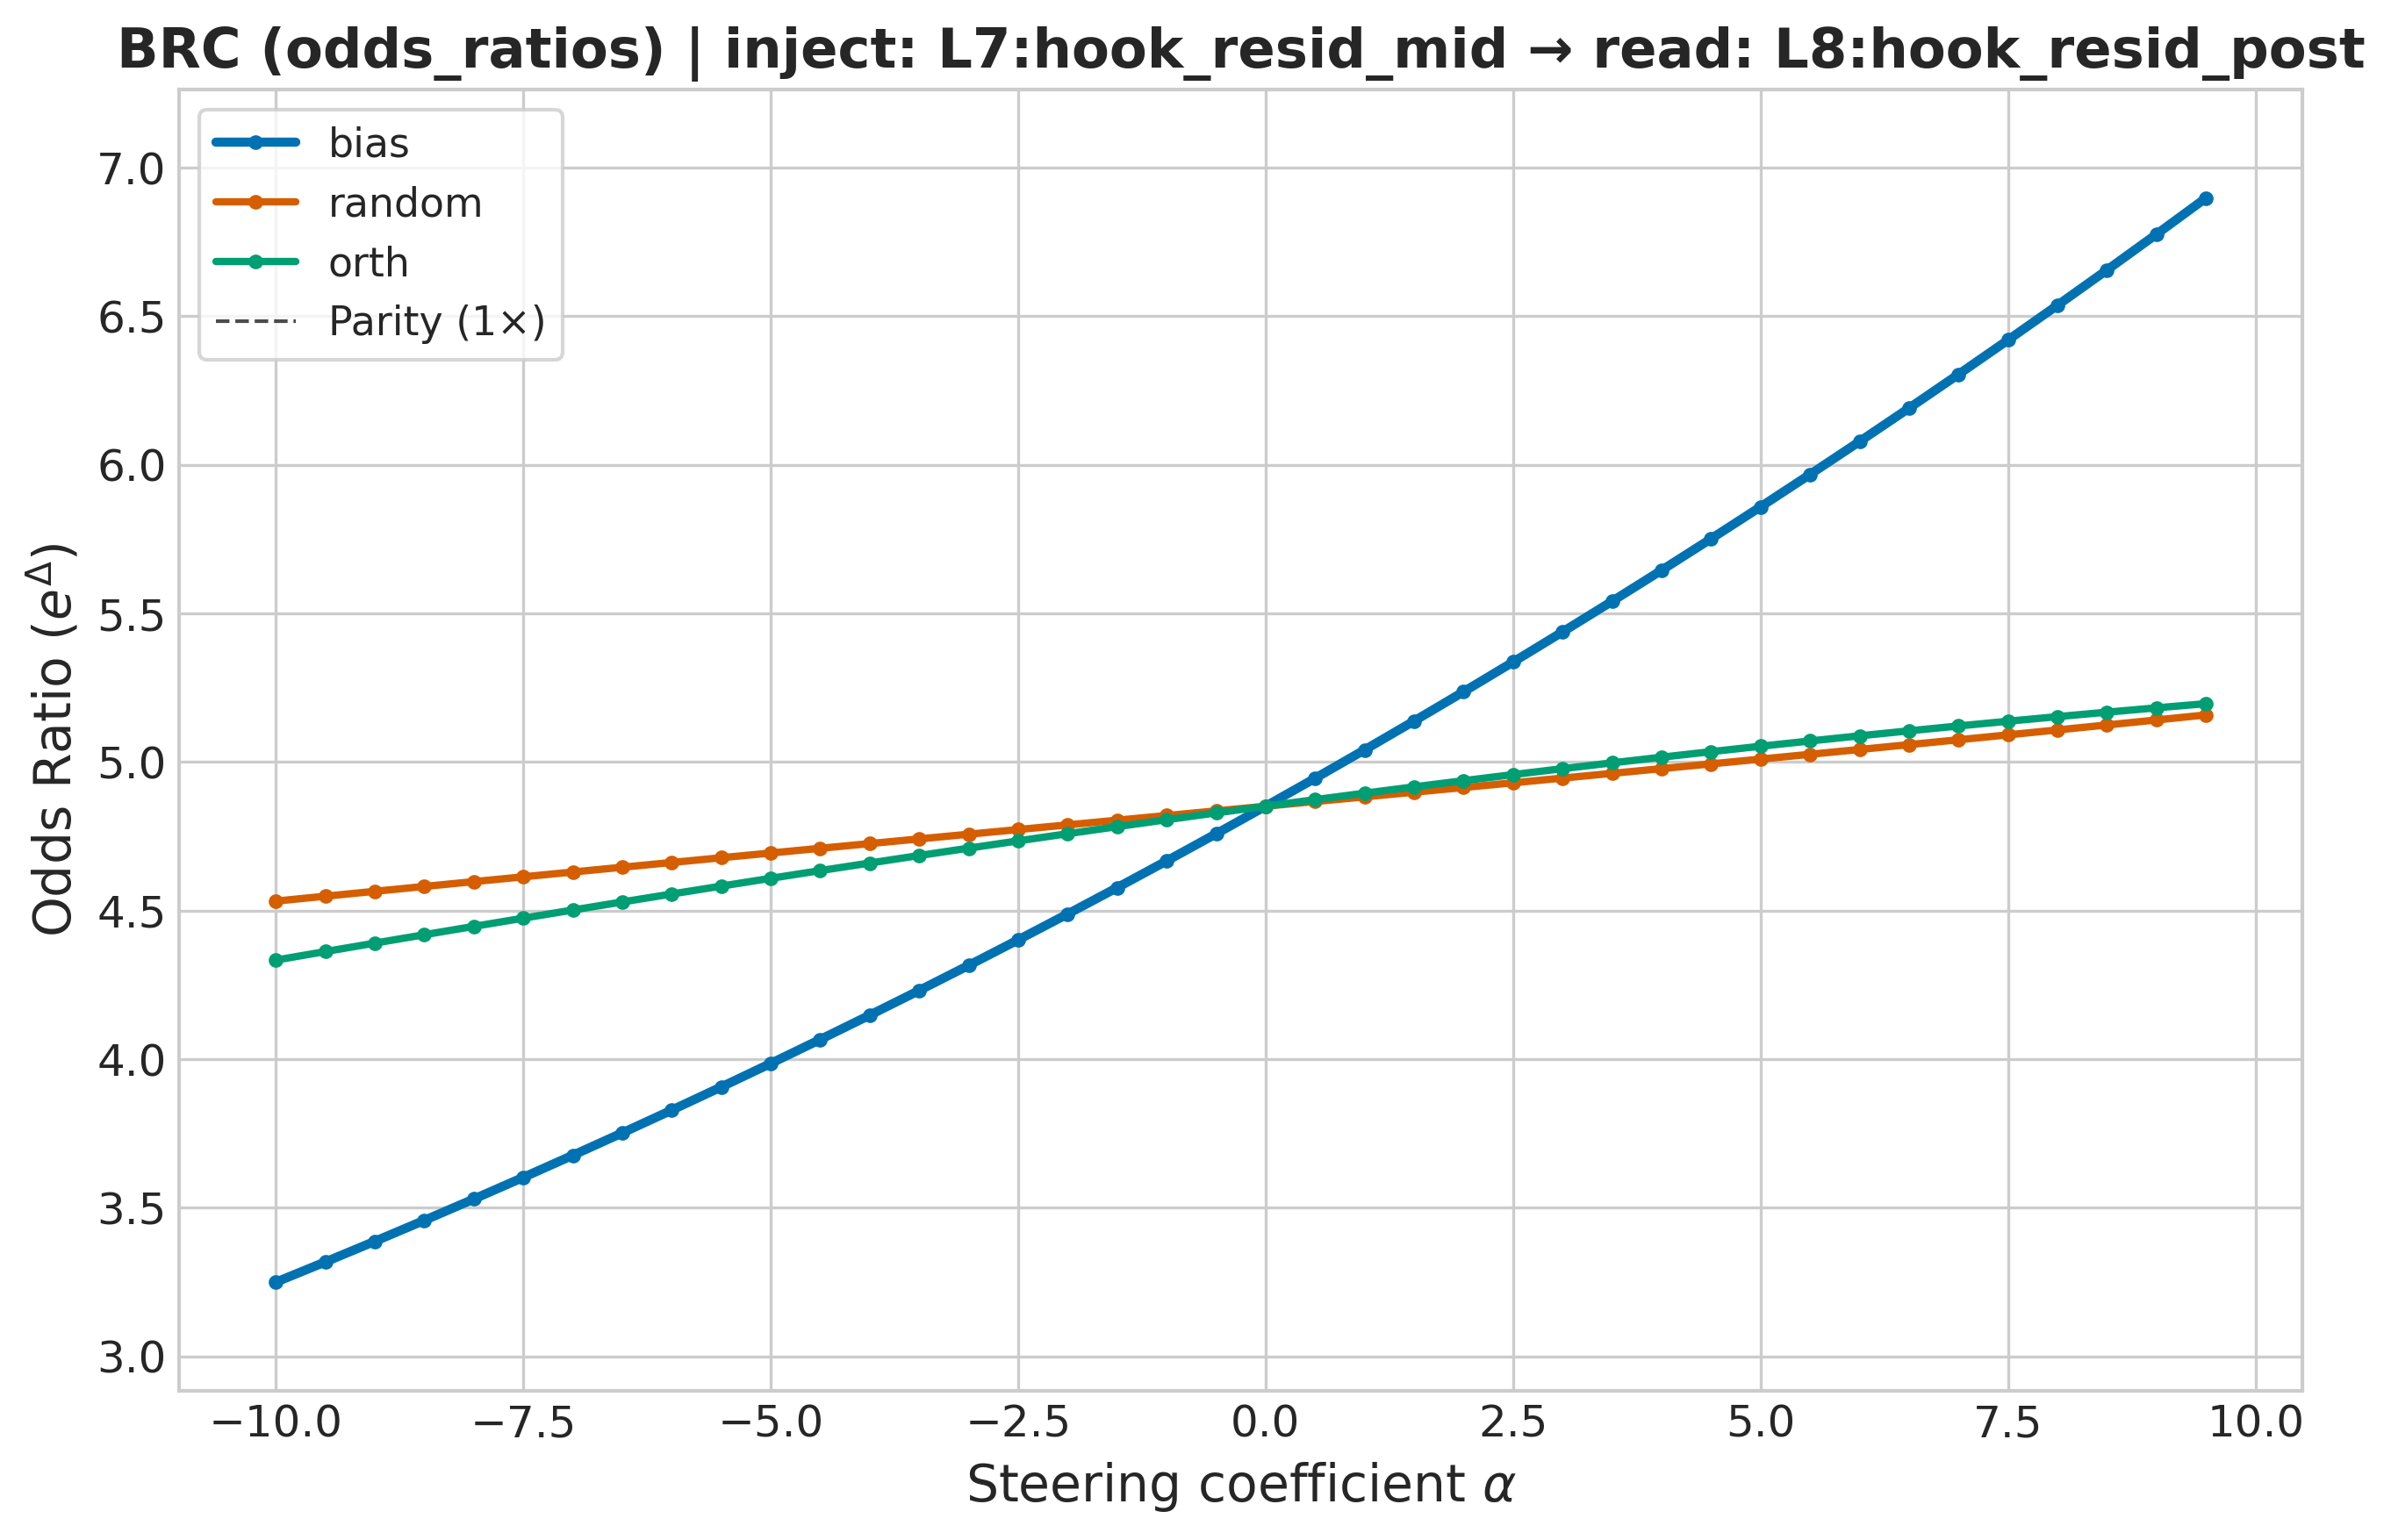 BRC (odds_ratios) | inject: L7:hook_resid_mid → read: L8:hook_resid_post
bias
random
orth
Parity (1×)
7.0
6.5
6.0
5.5
5.0
4.5
4.0
3.5
3.0
Odds Ratio (e^Δ)
−10.0 −7.5 −5.0 −2.5 0.0 2.5 5.0 7.5 10.0
Steering coefficient α